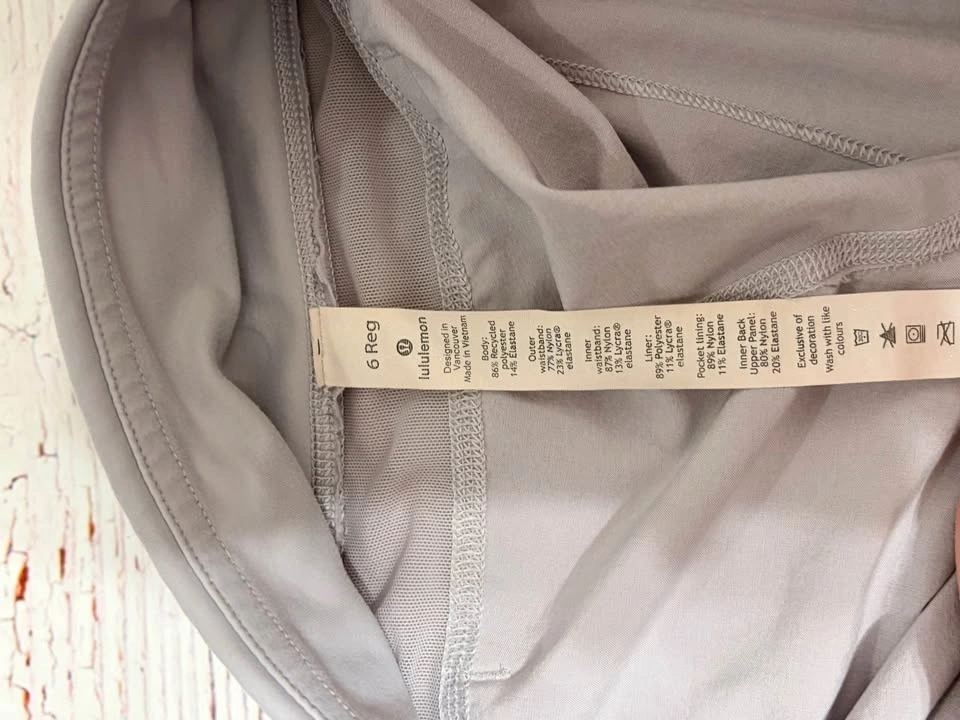 6 Reg
lululemon
Designed in
Vancouver
Made in Vietnam
Body:
86% Recycled
polyester
14% Elastane
Outer
waistband:
77% Nylon
23% Lycra®
elastane
Inner
waistband:
87% Nylon
13% Lycra®
elastane
Liner:
89% Polyester
11% Lycra®
elastane
Pocket lining:
89% Nylon
11% Elastane
Inner Back
Upper Panel:
80% Nylon
20% Elastane
Exclusive of
decoration
Wash with like
colours